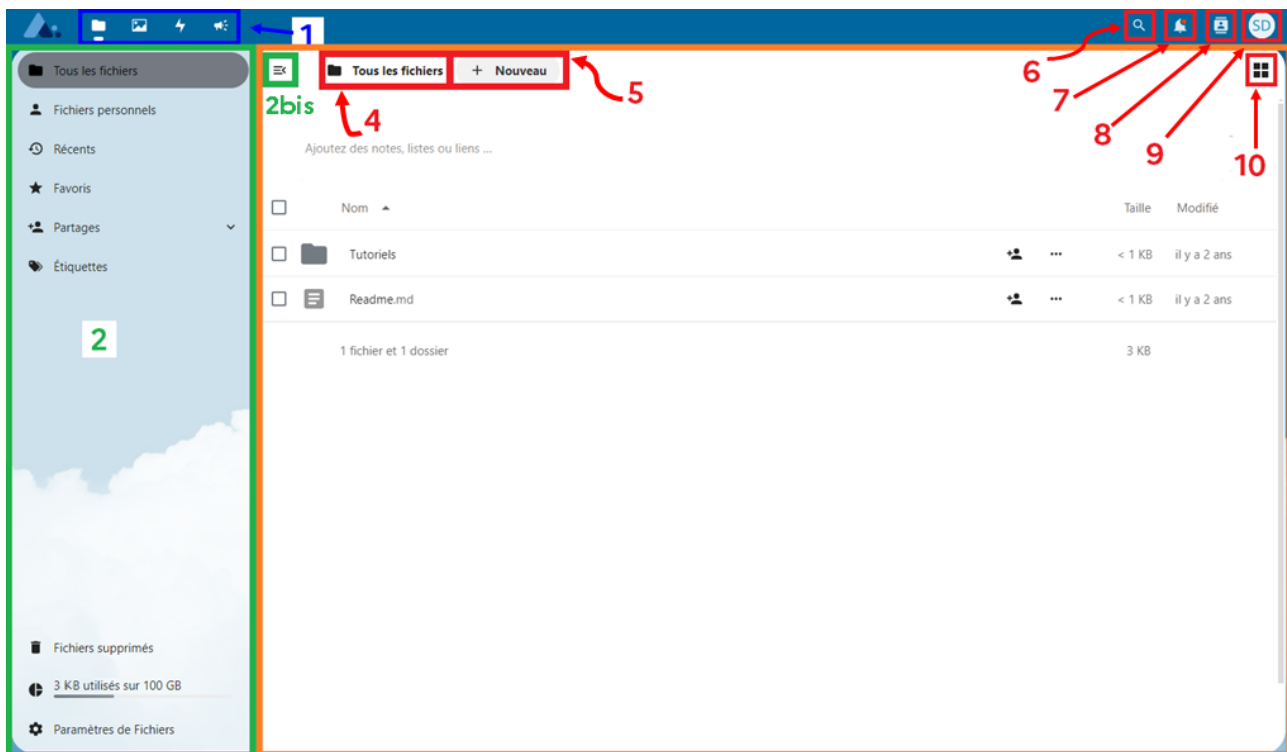 1
SD
Tous les fichiers
Fichiers personnels
Récents
Favoris
Partages
Étiquettes
2
Fichiers supprimés
3 KB utilisés sur 100 GB
Paramètres de Fichiers
2bis
Tous les fichiers
+ Nouveau
4
5
6
7
8
9
10
Ajoutez des notes, listes ou liens ...
Nom Taille Modifié
Tutoriels < 1 KB il y a 2 ans
Readme.md < 1 KB il y a 2 ans
1 fichier et 1 dossier 3 KB